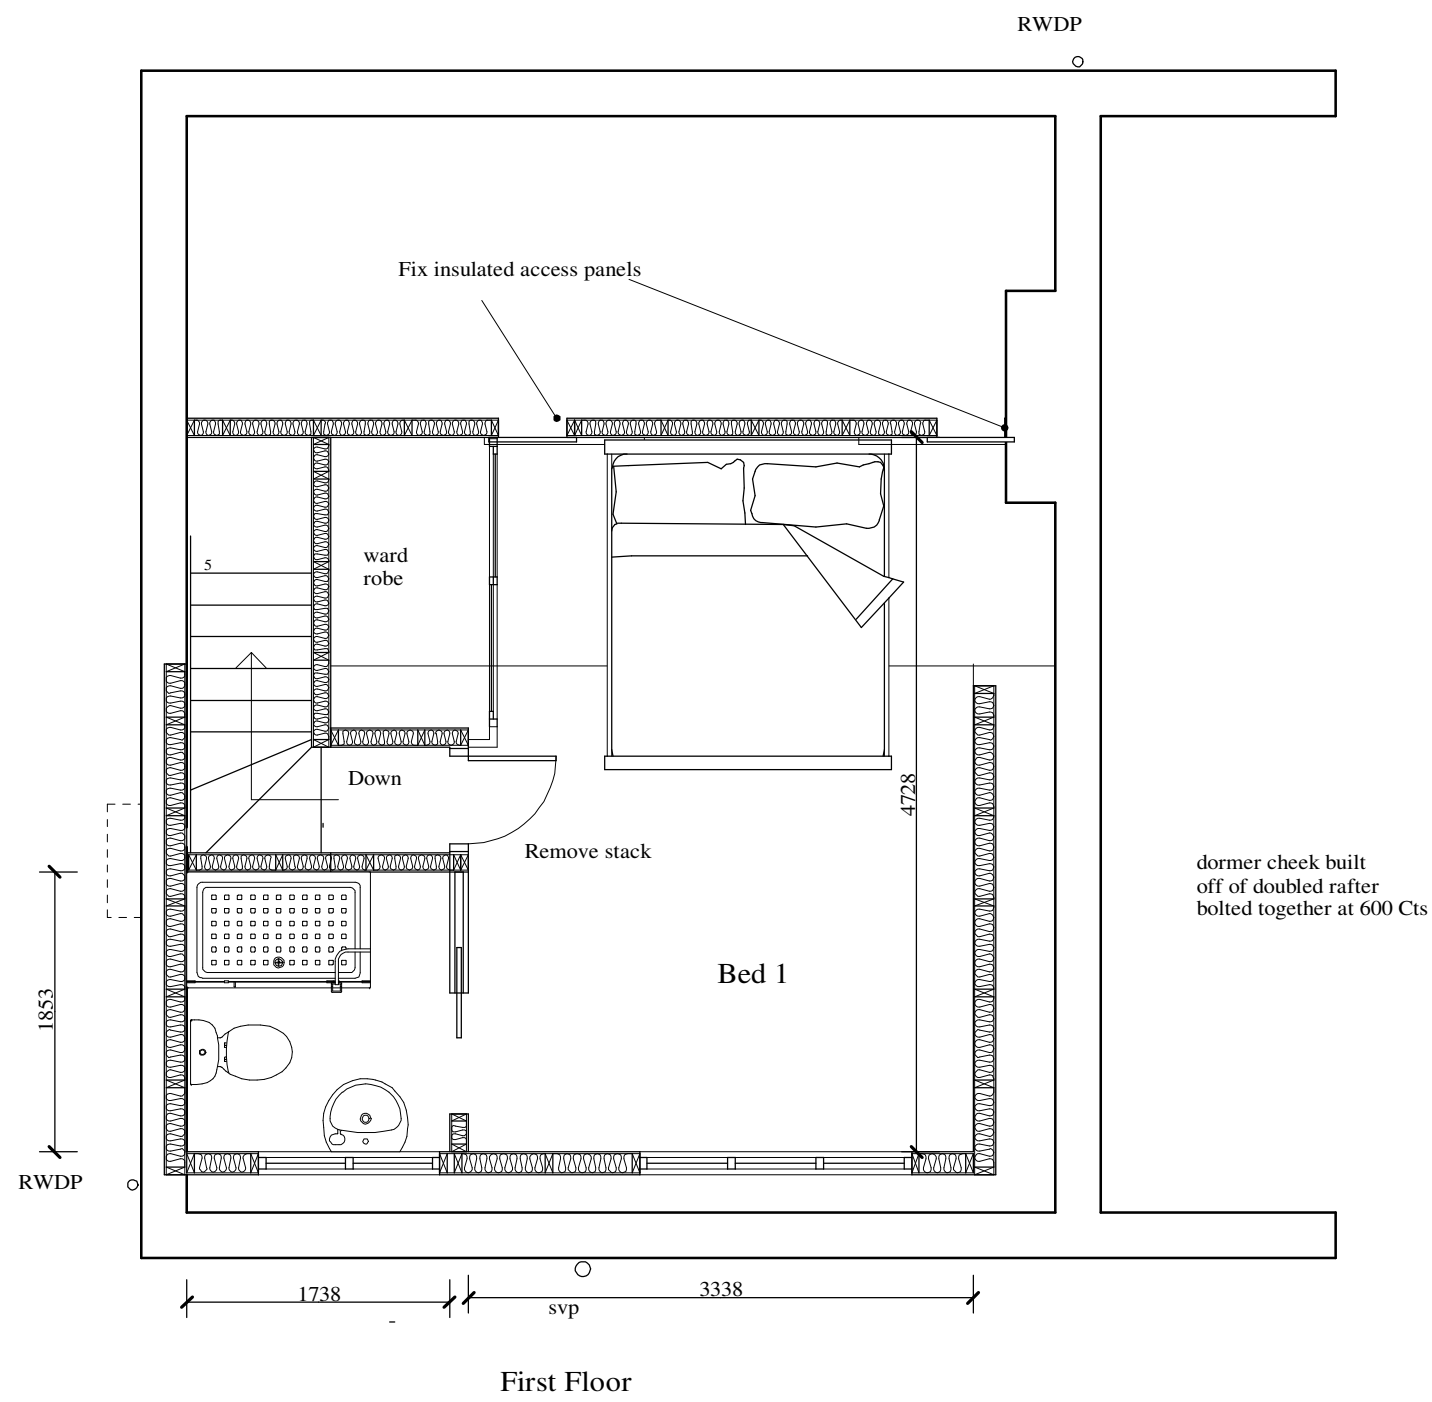 RWDP
Fix insulated access panels
5
ward
robe
Down
4728
Remove stack
dormer cheek built
off of doubled rafter
bolted together at 600 Cts
Bed 1
1853
RWDP
1738
3338
svp
First Floor